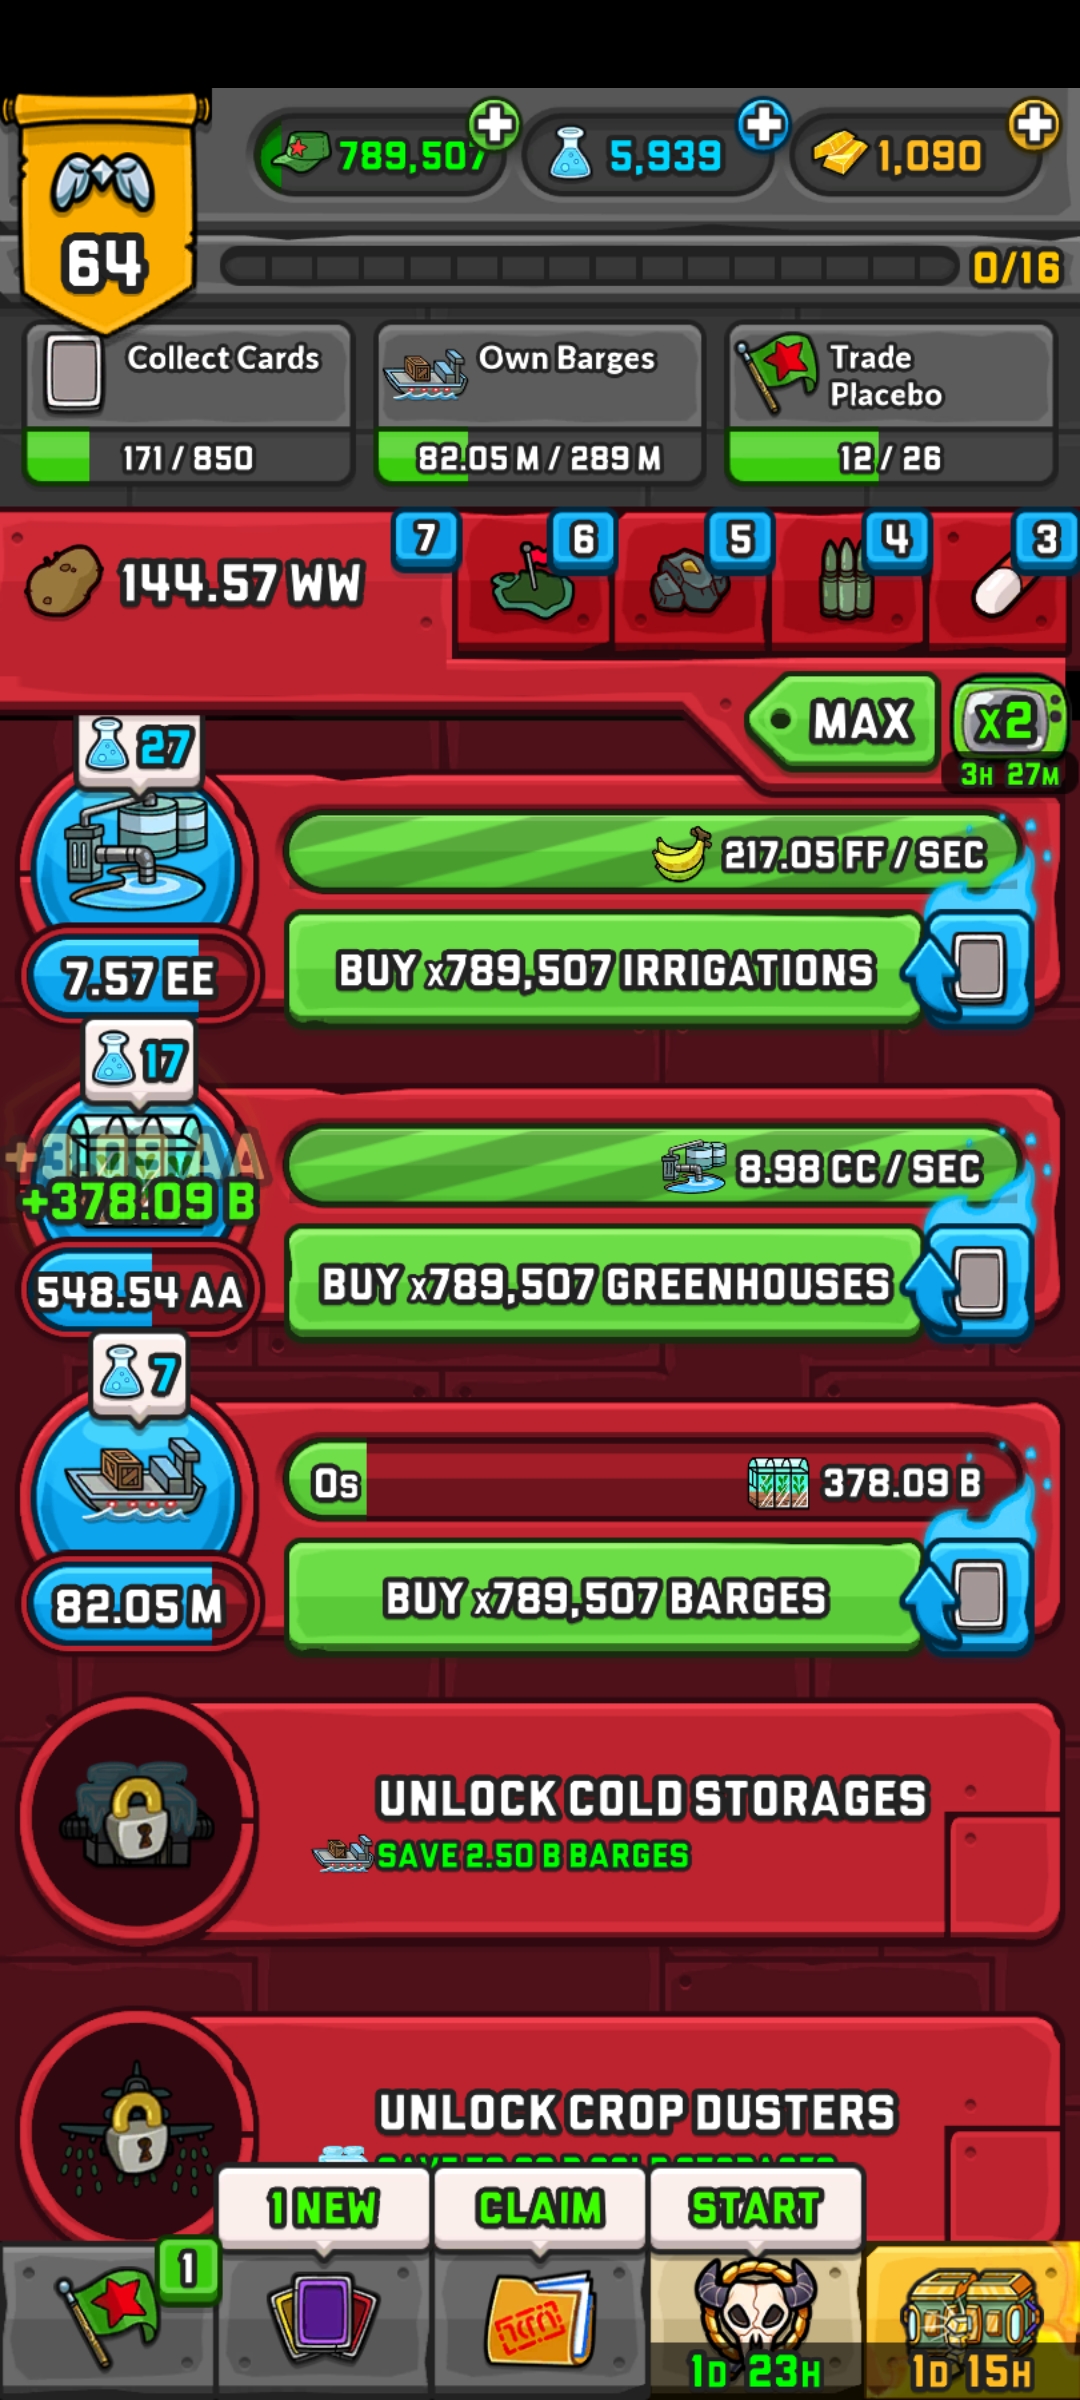 64
789,507
5,939
1,090
0/16
Collect Cards
171 / 850
Own Barges
82.05 M / 289 M
Trade
Placebo
12 / 26
144.57 WW
7
6
5
4
3
MAX
x2
3H 27M
27
217.05 FF / SEC
7.57 EE
BUY x789,507 IRRIGATIONS
17
8.98 CC / SEC
+378.09 B
548.54 AA
BUY x789,507 GREENHOUSES
7
0s
378.09 B
82.05 M
BUY x789,507 BARGES
UNLOCK COLD STORAGES
SAVE 2.50 B BARGES
UNLOCK CROP DUSTERS
1 NEW
CLAIM
START
1
1D 23H
1D 15H